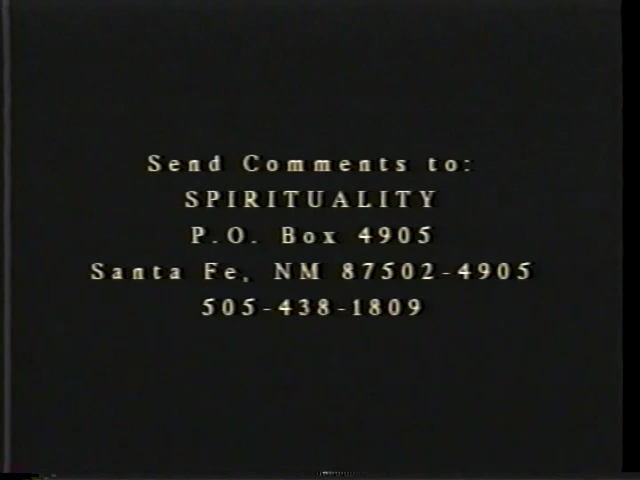 Send Comments to:
SPIRITUALITY
P.O. Box 4905
Santa Fe, NM 87502-4905
505-438-1809